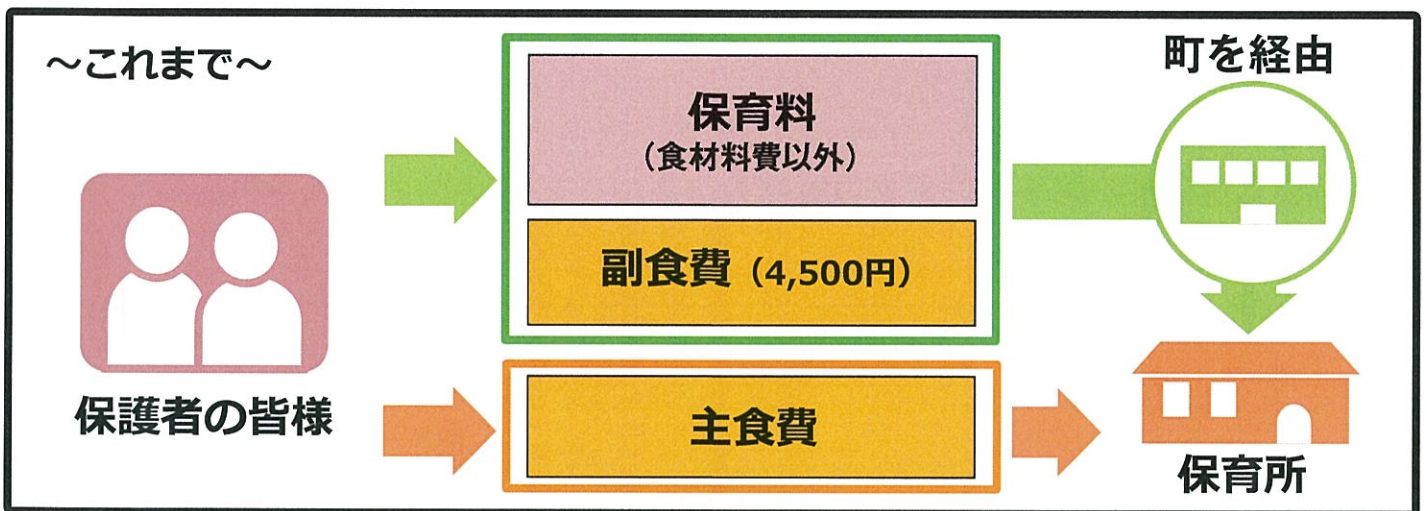 ～これまで～
町を経由
保育料
（食材料費以外）
副食費（4,500円）
保護者の皆様
主食費
保育所